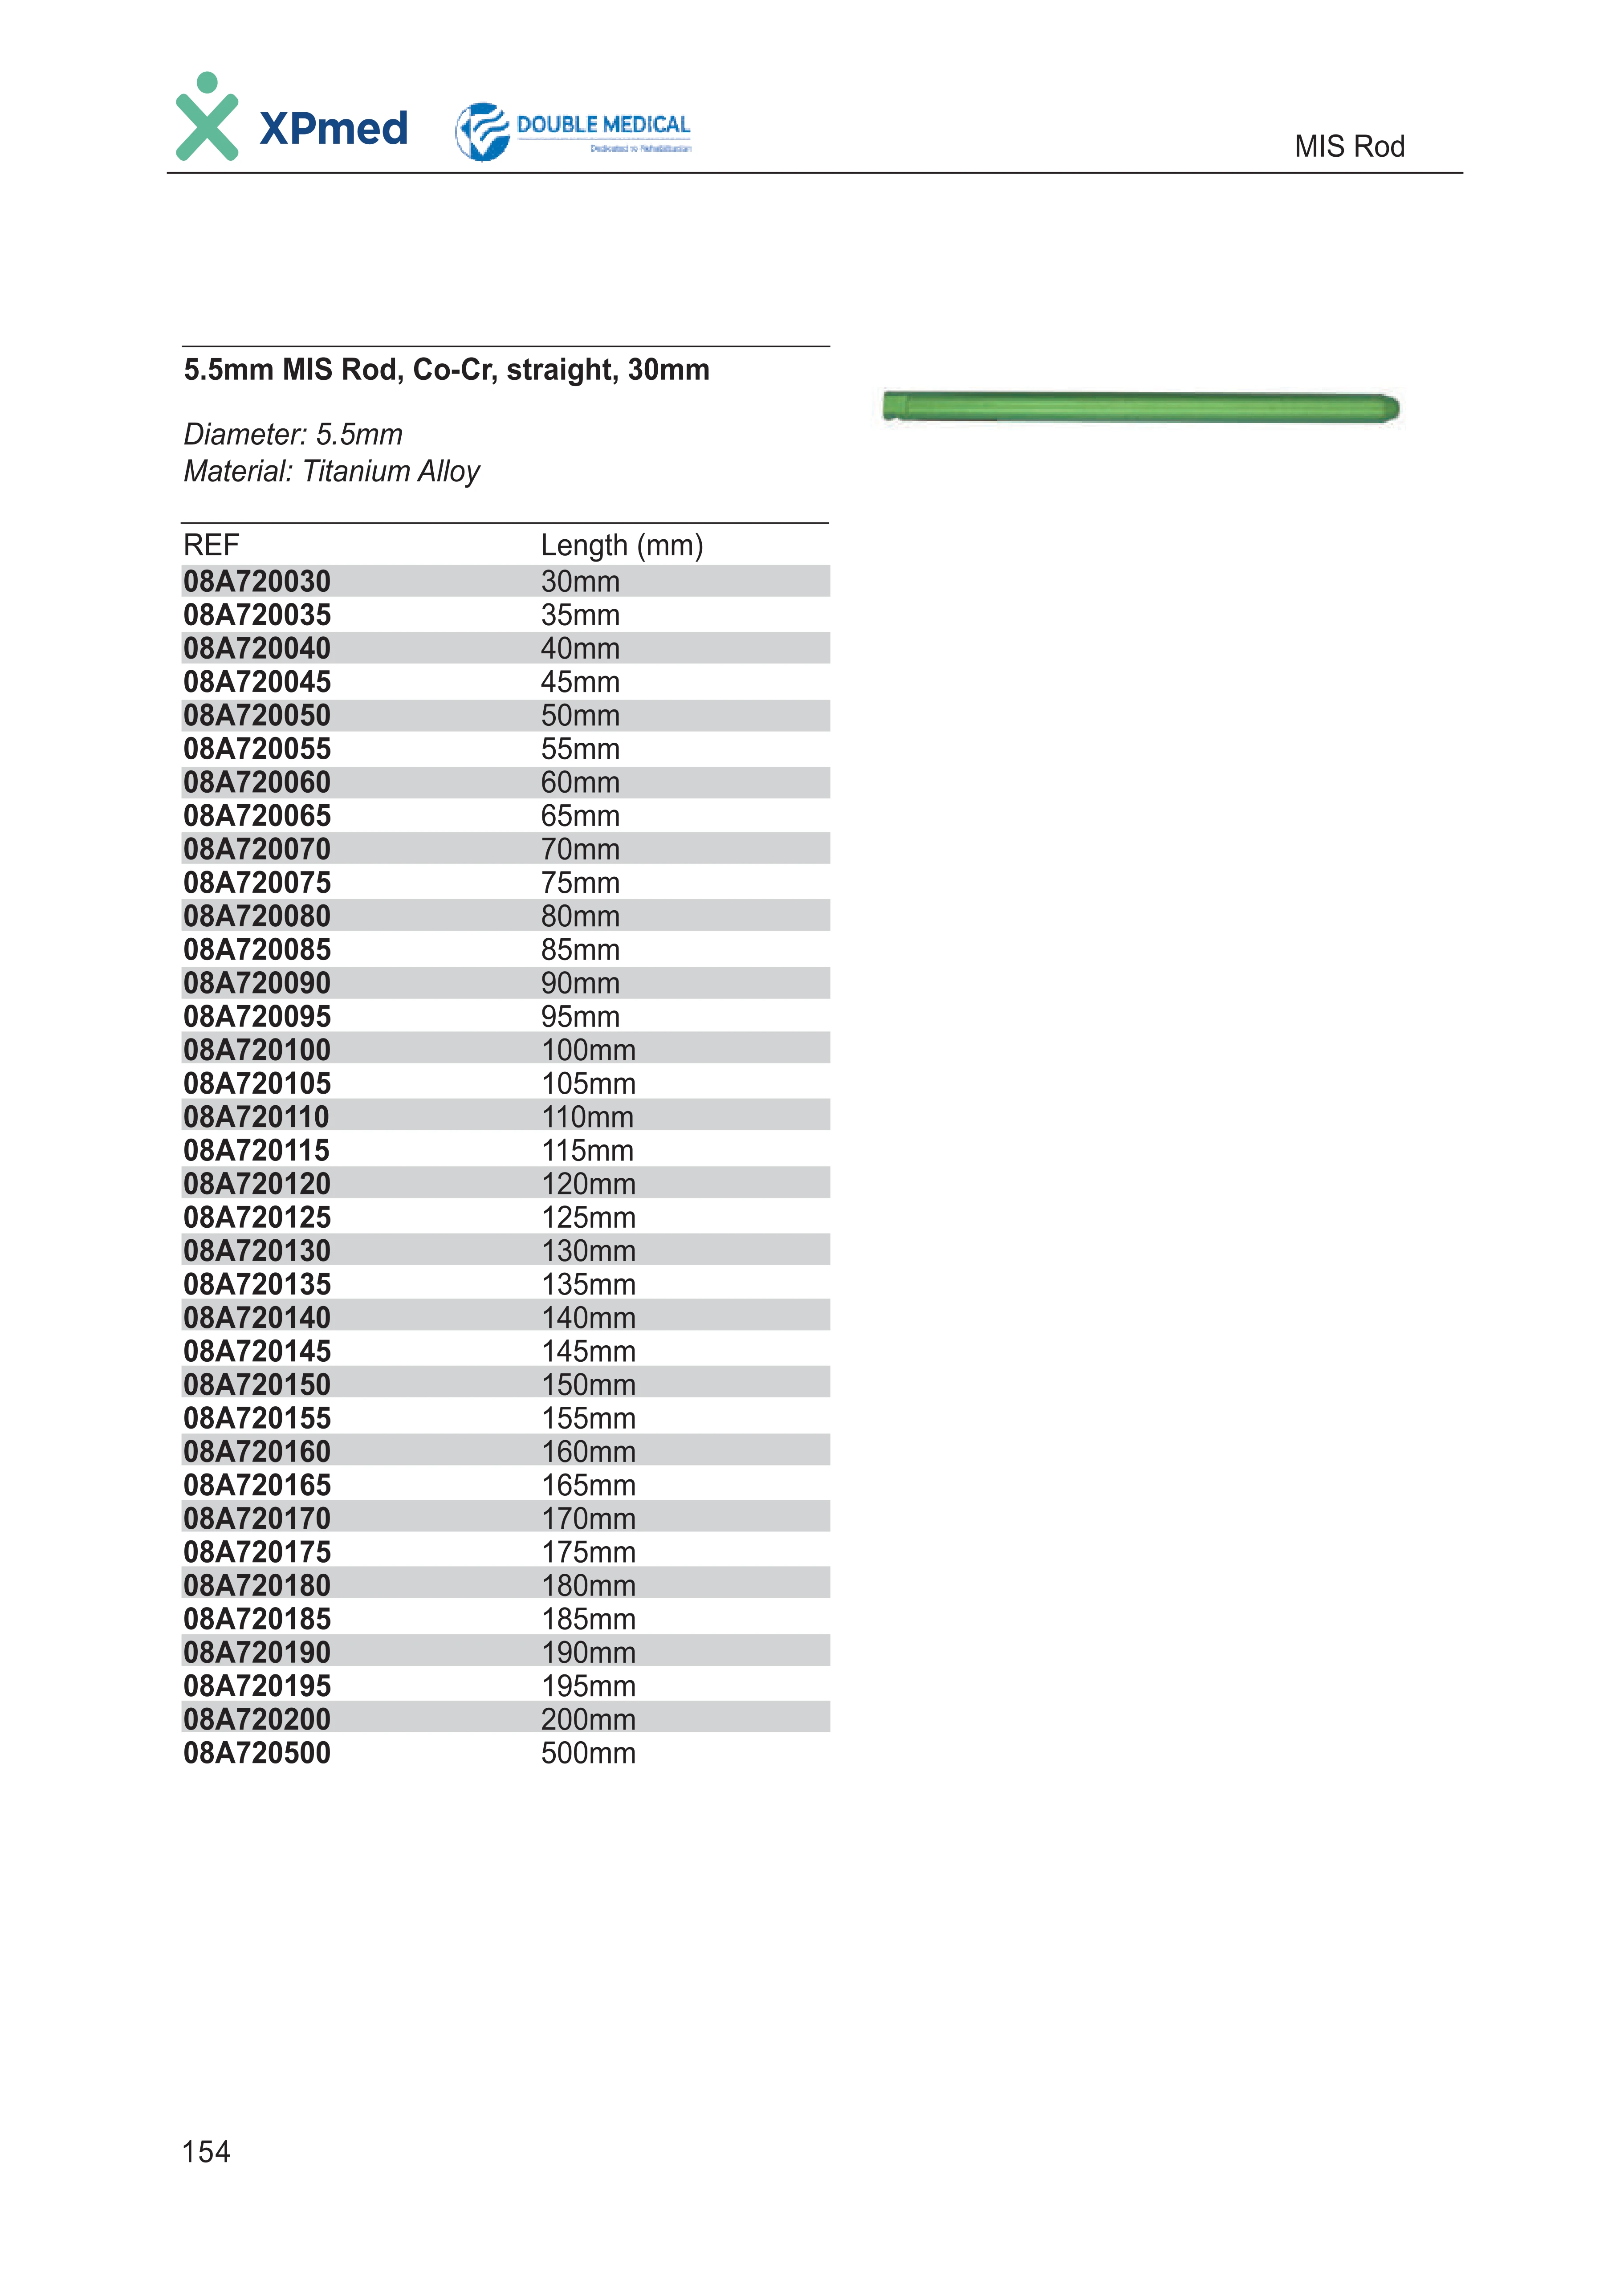 XPmed
DOUBLE MEDICAL
Dedicated to Rehabilitation
MIS Rod
5.5mm MIS Rod, Co-Cr, straight, 30mm
Diameter: 5.5mm
Material: Titanium Alloy
REF Length (mm)
08A720030 30mm
08A720035 35mm
08A720040 40mm
08A720045 45mm
08A720050 50mm
08A720055 55mm
08A720060 60mm
08A720065 65mm
08A720070 70mm
08A720075 75mm
08A720080 80mm
08A720085 85mm
08A720090 90mm
08A720095 95mm
08A720100 100mm
08A720105 105mm
08A720110 110mm
08A720115 115mm
08A720120 120mm
08A720125 125mm
08A720130 130mm
08A720135 135mm
08A720140 140mm
08A720145 145mm
08A720150 150mm
08A720155 155mm
08A720160 160mm
08A720165 165mm
08A720170 170mm
08A720175 175mm
08A720180 180mm
08A720185 185mm
08A720190 190mm
08A720195 195mm
08A720200 200mm
08A720500 500mm
154